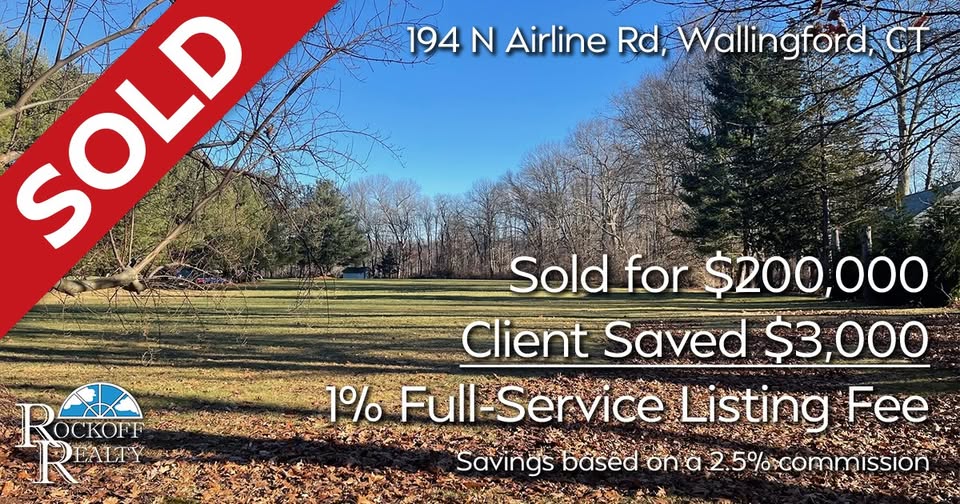 SOLD
194 N Airline Rd, Wallingford, CT
Sold for $200,000
Client Saved $3,000
1% Full-Service Listing Fee
Savings based on a 2.5% commission
ROCKOFF
REALTY